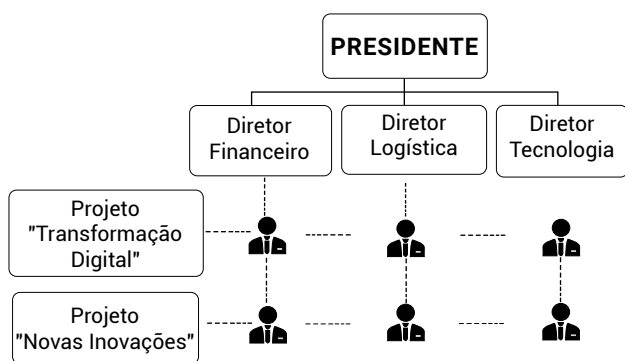 PRESIDENTE
Diretor
Financeiro
Diretor
Logística
Diretor
Tecnologia
Projeto
"Transformação
Digital"
Projeto
"Novas Inovações"